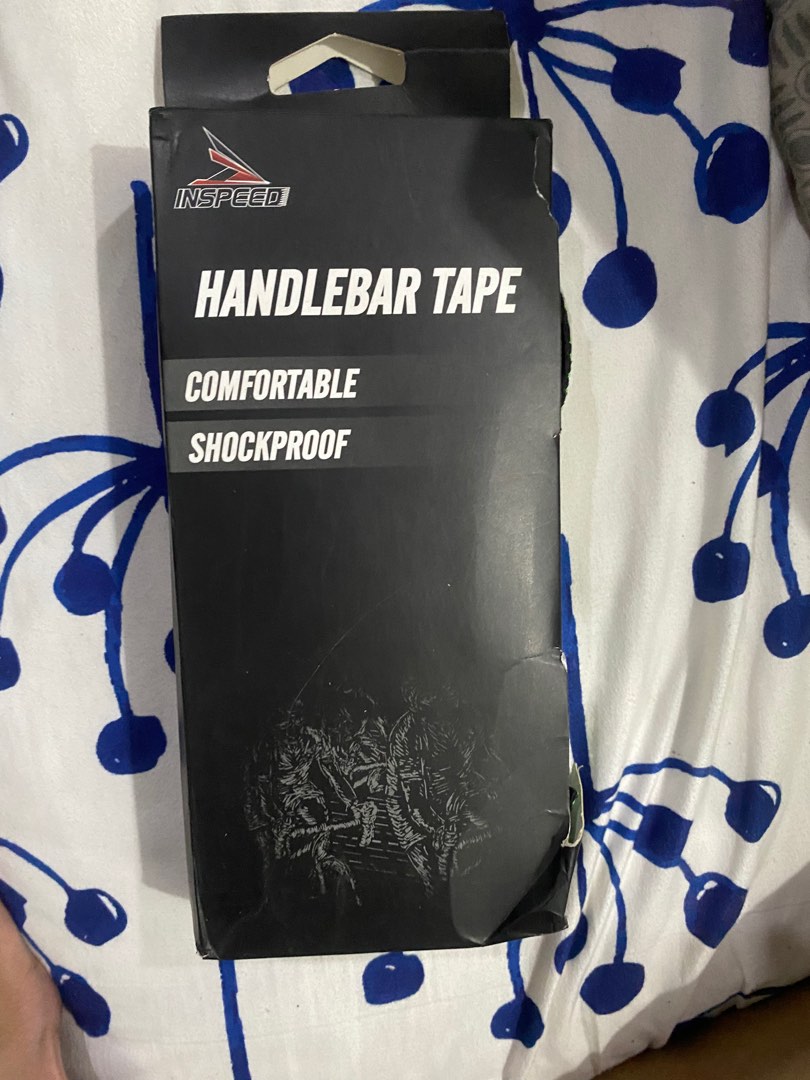 INSPEED
HANDLEBAR TAPE
COMFORTABLE
SHOCKPROOF